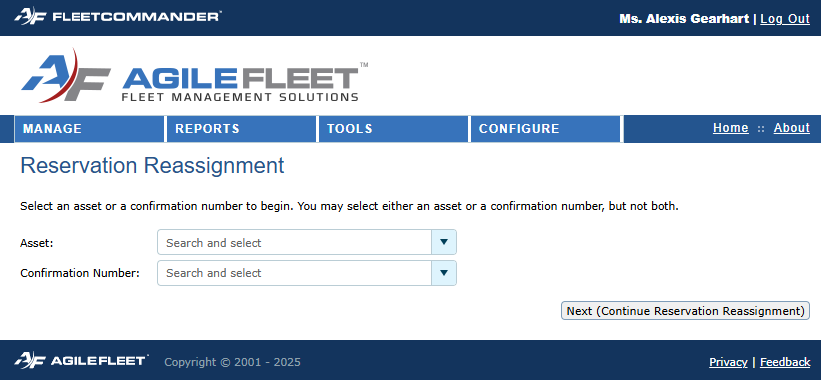 AF FLEETCOMMANDER®
Ms. Alexis Gearhart | Log Out
AF AGILEFLEET™
FLEET MANAGEMENT SOLUTIONS
MANAGE REPORTS TOOLS CONFIGURE Home :: About
Reservation Reassignment
Select an asset or a confirmation number to begin. You may select either an asset or a confirmation number, but not both.
Asset: Search and select
Confirmation Number: Search and select
Next (Continue Reservation Reassignment)
AF AGILEFLEET Copyright © 2001 - 2025 Privacy | Feedback